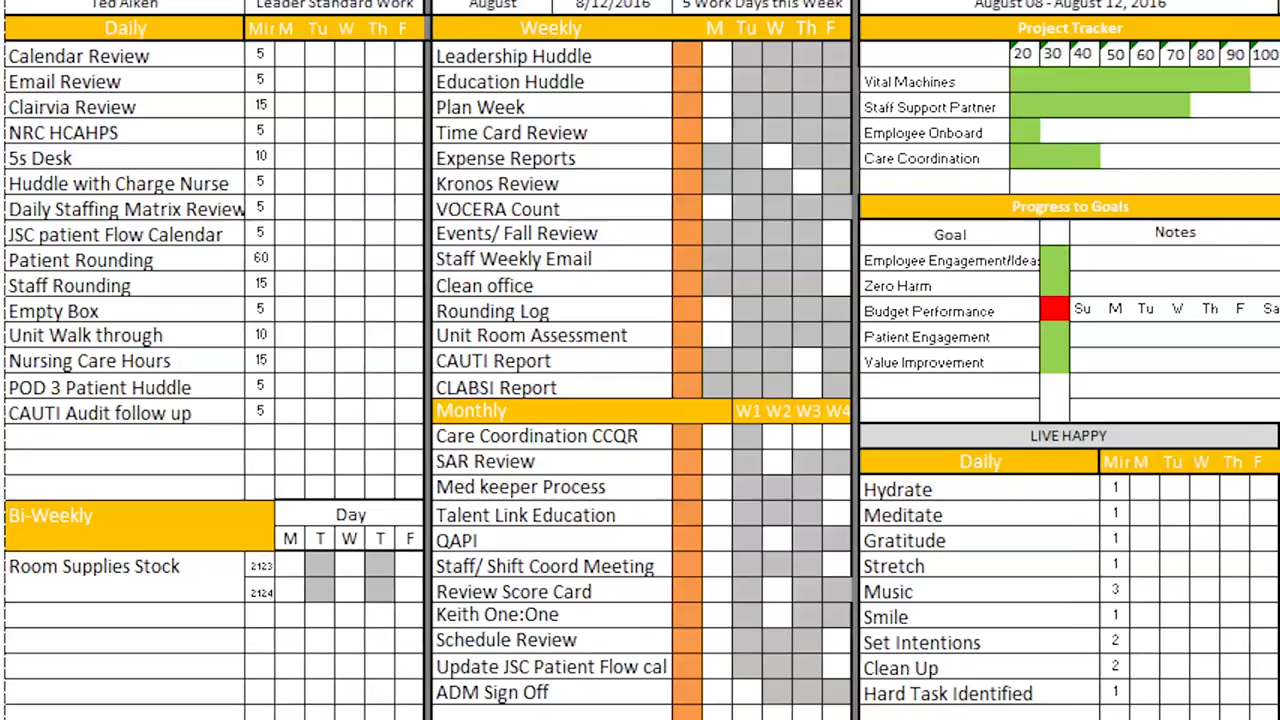 Ted Aiken Leader Standard Work
Daily Min M Tu W Th F
Calendar Review 5
Email Review 5
Clairvia Review 15
NRC HCAHPS 5
5s Desk 10
Huddle with Charge Nurse 5
Daily Staffing Matrix Review 5
JSC patient Flow Calendar 5
Patient Rounding 60
Staff Rounding 15
Empty Box 5
Unit Walk through 10
Nursing Care Hours 15
POD 3 Patient Huddle 5
CAUTI Audit follow up 5
Bi-Weekly Day
M T W T F
Room Supplies Stock 2123
2124
August 8/12/2016 5 Work Days this Week
Weekly M Tu W Th F
Leadership Huddle
Education Huddle
Plan Week
Time Card Review
Expense Reports
Kronos Review
VOCERA Count
Events/ Fall Review
Staff Weekly Email
Clean office
Rounding Log
Unit Room Assessment
CAUTI Report
CLABSI Report
Monthly W1 W2 W3 W4
Care Coordination CCQR
SAR Review
Med keeper Process
Talent Link Education
QAPI
Staff/ Shift Coord Meeting
Review Score Card
Keith One:One
Schedule Review
Update JSC Patient Flow cal
ADM Sign Off
August 08 - August 12, 2016
Project Tracker
20 30 40 50 60 70 80 90 100
Vital Machines
Staff Support Partner
Employee Onboard
Care Coordination
Progress to Goals
Goal Notes
Employee Engagement/Ideas
Zero Harm
Budget Performance Su M Tu W Th F Sa
Patient Engagement
Value Improvement
LIVE HAPPY
Daily Min M Tu W Th F
Hydrate 1
Meditate 1
Gratitude 1
Stretch 1
Music 3
Smile 1
Set Intentions 2
Clean Up 2
Hard Task Identified 1